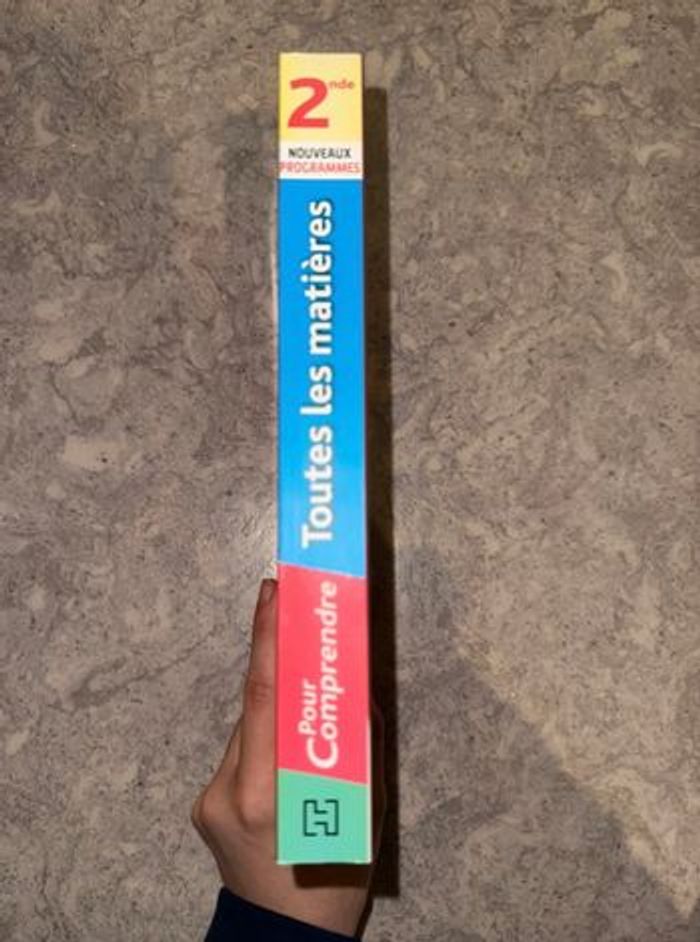 2nde
NOUVEAUX
PROGRAMMES
Toutes les matières
Pour
Comprendre
H